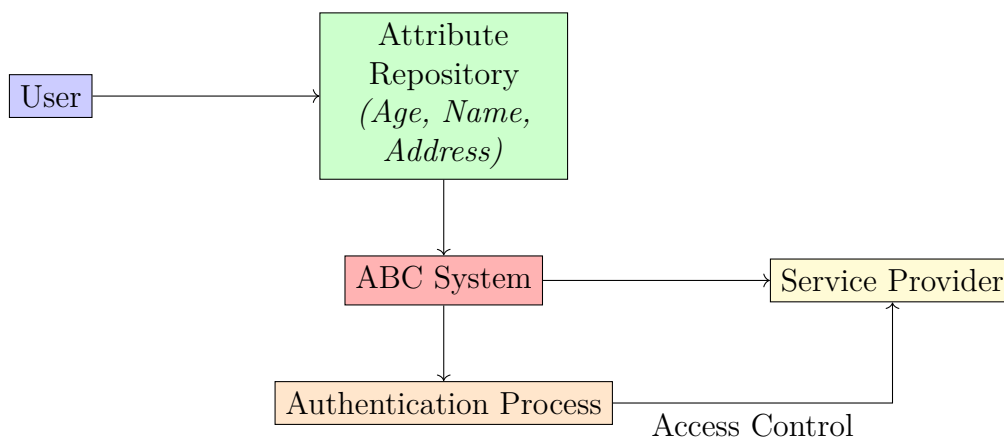 User
Attribute
Repository
(Age, Name,
Address)
ABC System
Service Provider
Authentication Process
Access Control